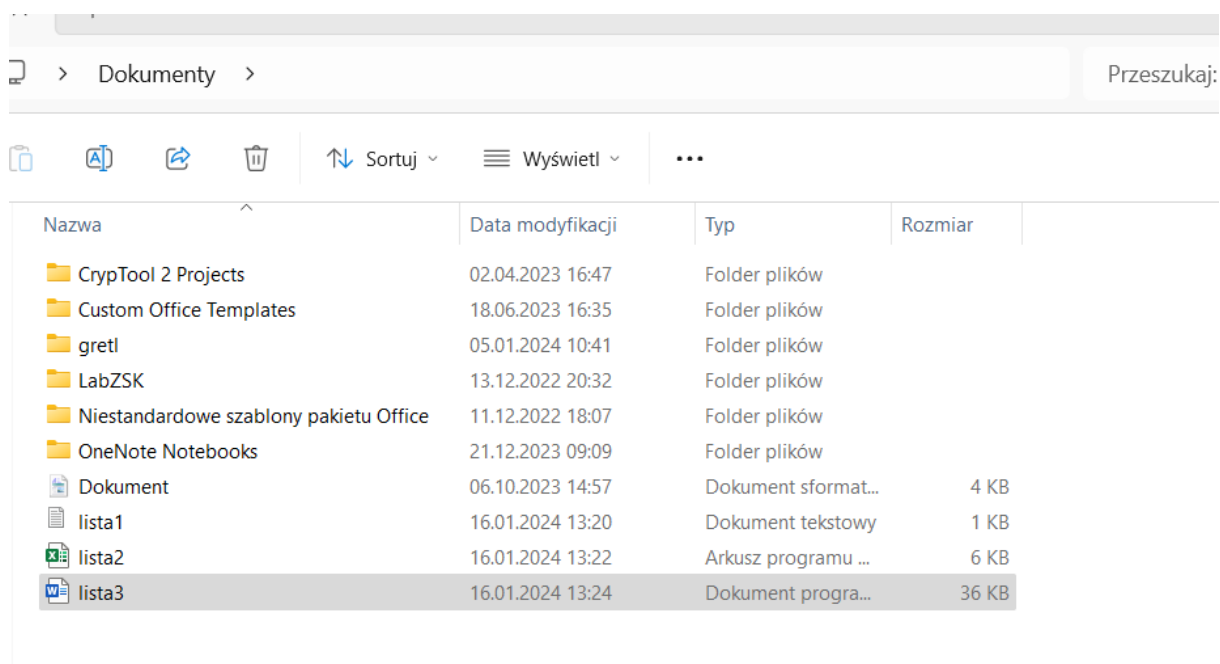 Dokumenty
Przeszukaj:
Sortuj Wyświetl
Nazwa Data modyfikacji Typ Rozmiar
CrypTool 2 Projects 02.04.2023 16:47 Folder plików
Custom Office Templates 18.06.2023 16:35 Folder plików
gretl 05.01.2024 10:41 Folder plików
LabZSK 13.12.2022 20:32 Folder plików
Niestandardowe szablony pakietu Office 11.12.2022 18:07 Folder plików
OneNote Notebooks 21.12.2023 09:09 Folder plików
Dokument 06.10.2023 14:57 Dokument sformat... 4 KB
lista1 16.01.2024 13:20 Dokument tekstowy 1 KB
lista2 16.01.2024 13:22 Arkusz programu ... 6 KB
lista3 16.01.2024 13:24 Dokument progra... 36 KB